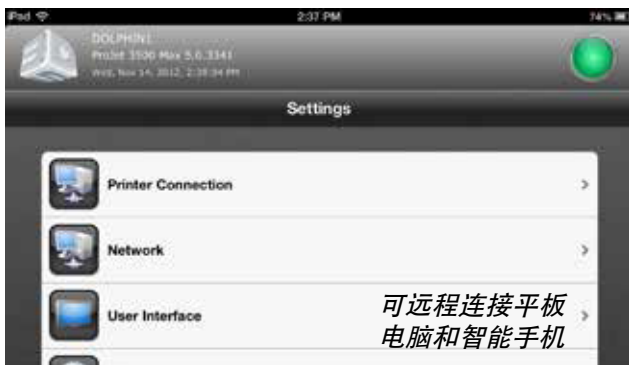 iPad
2:37 PM
74%
DOLPHIN1
ProJet 3500 Max 5.0.3341
Wed, Nov 14, 2012, 2:39:34 PM
Settings
Printer Connection
Network
User Interface
可远程连接平板
电脑和智能手机